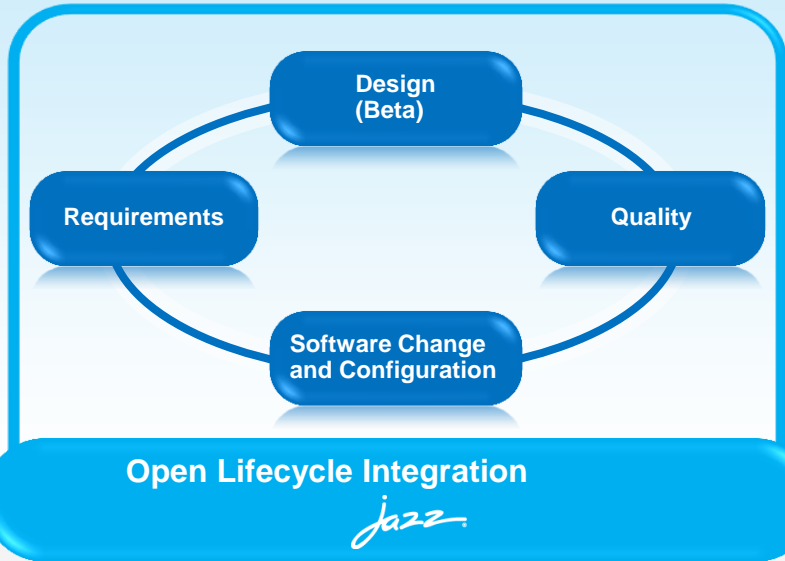 Design
(Beta)
Requirements
Quality
Software Change
and Configuration
Open Lifecycle Integration
jazz